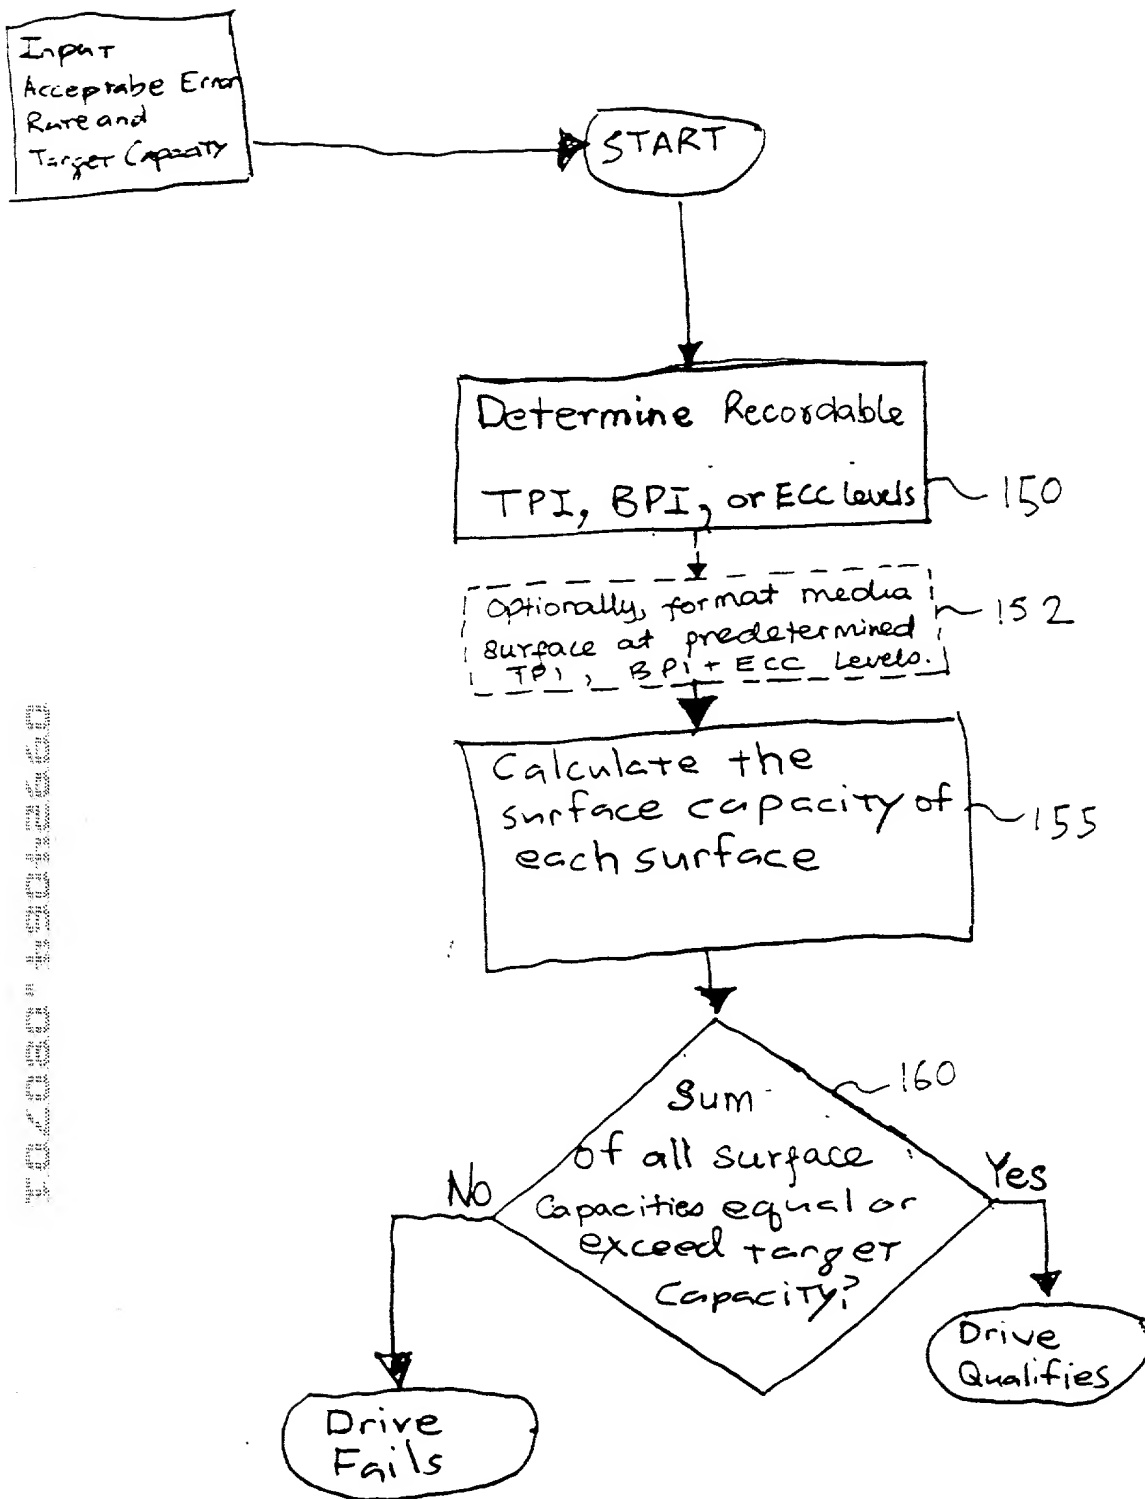 Input
Acceptabe Error
Rate and
Target Capacity
START
Determine Recordable
TPI, BPI, or ECC Levels
150
Optionally, format media
surface at predetermined
TPI, BPI + ECC Levels.
152
Calculate the
surface capacity of
each surface
155
Sum
of all surface
Capacities equal or
exceed target
Capacity?
160
No
Yes
Drive
Fails
Drive
Qualifies